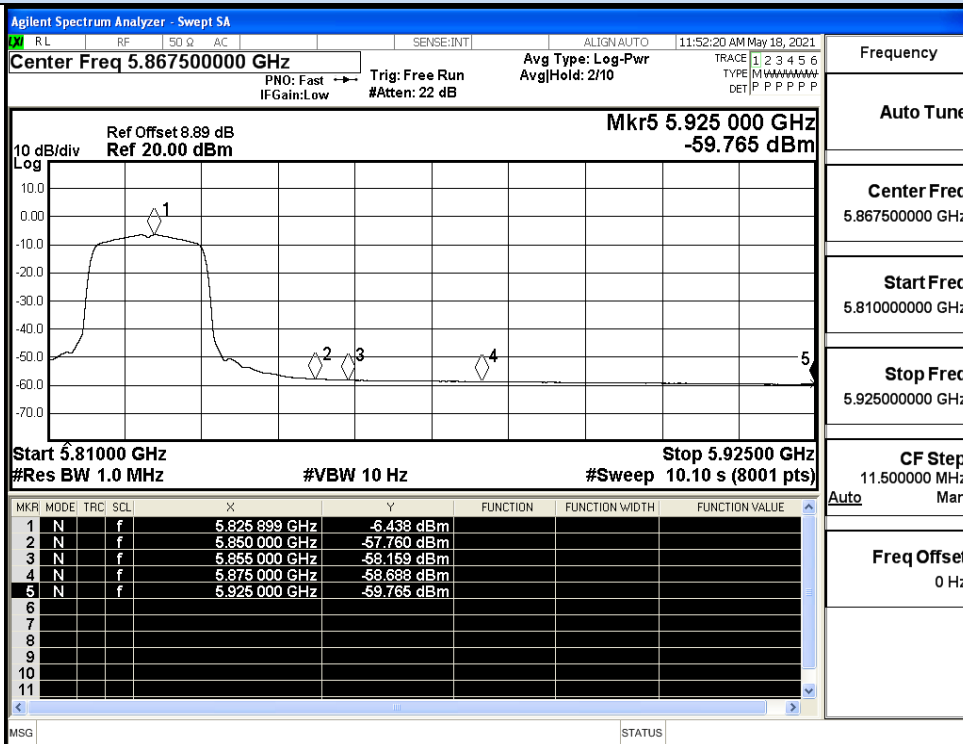 Agilent Spectrum Analyzer - Swept SA
LXI RL RF 50 Ω AC SENSE:INT ALIGN AUTO 11:52:20 AM May 18, 2021
Center Freq 5.867500000 GHz
PNO: Fast
IFGain:Low
Trig: Free Run
#Atten: 22 dB
Avg Type: Log-Pwr
Avg|Hold: 2/10
TRACE 1 2 3 4 5 6
TYPE M WWWWW
DET P P P P P P
Mkr5 5.925 000 GHz
-59.765 dBm
Ref Offset 8.89 dB
10 dB/div Ref 20.00 dBm
Log
10.0
0.00
-10.0
-20.0
-30.0
-40.0
-50.0
-60.0
-70.0
1
2
3
4
5
Start 5.81000 GHz Stop 5.92500 GHz
#Res BW 1.0 MHz #VBW 10 Hz #Sweep 10.10 s (8001 pts)
MKR MODE TRC SCL X Y FUNCTION FUNCTION WIDTH FUNCTION VALUE
1 N f 5.825 899 GHz -6.438 dBm
2 N f 5.850 000 GHz -57.760 dBm
3 N f 5.855 000 GHz -58.159 dBm
4 N f 5.875 000 GHz -58.688 dBm
5 N f 5.925 000 GHz -59.765 dBm
6
7
8
9
10
11
MSG STATUS
Frequency
Auto Tune
Center Freq
5.867500000 GHz
Start Freq
5.810000000 GHz
Stop Freq
5.925000000 GHz
CF Step
11.500000 MHz
Auto Man
Freq Offset
0 Hz